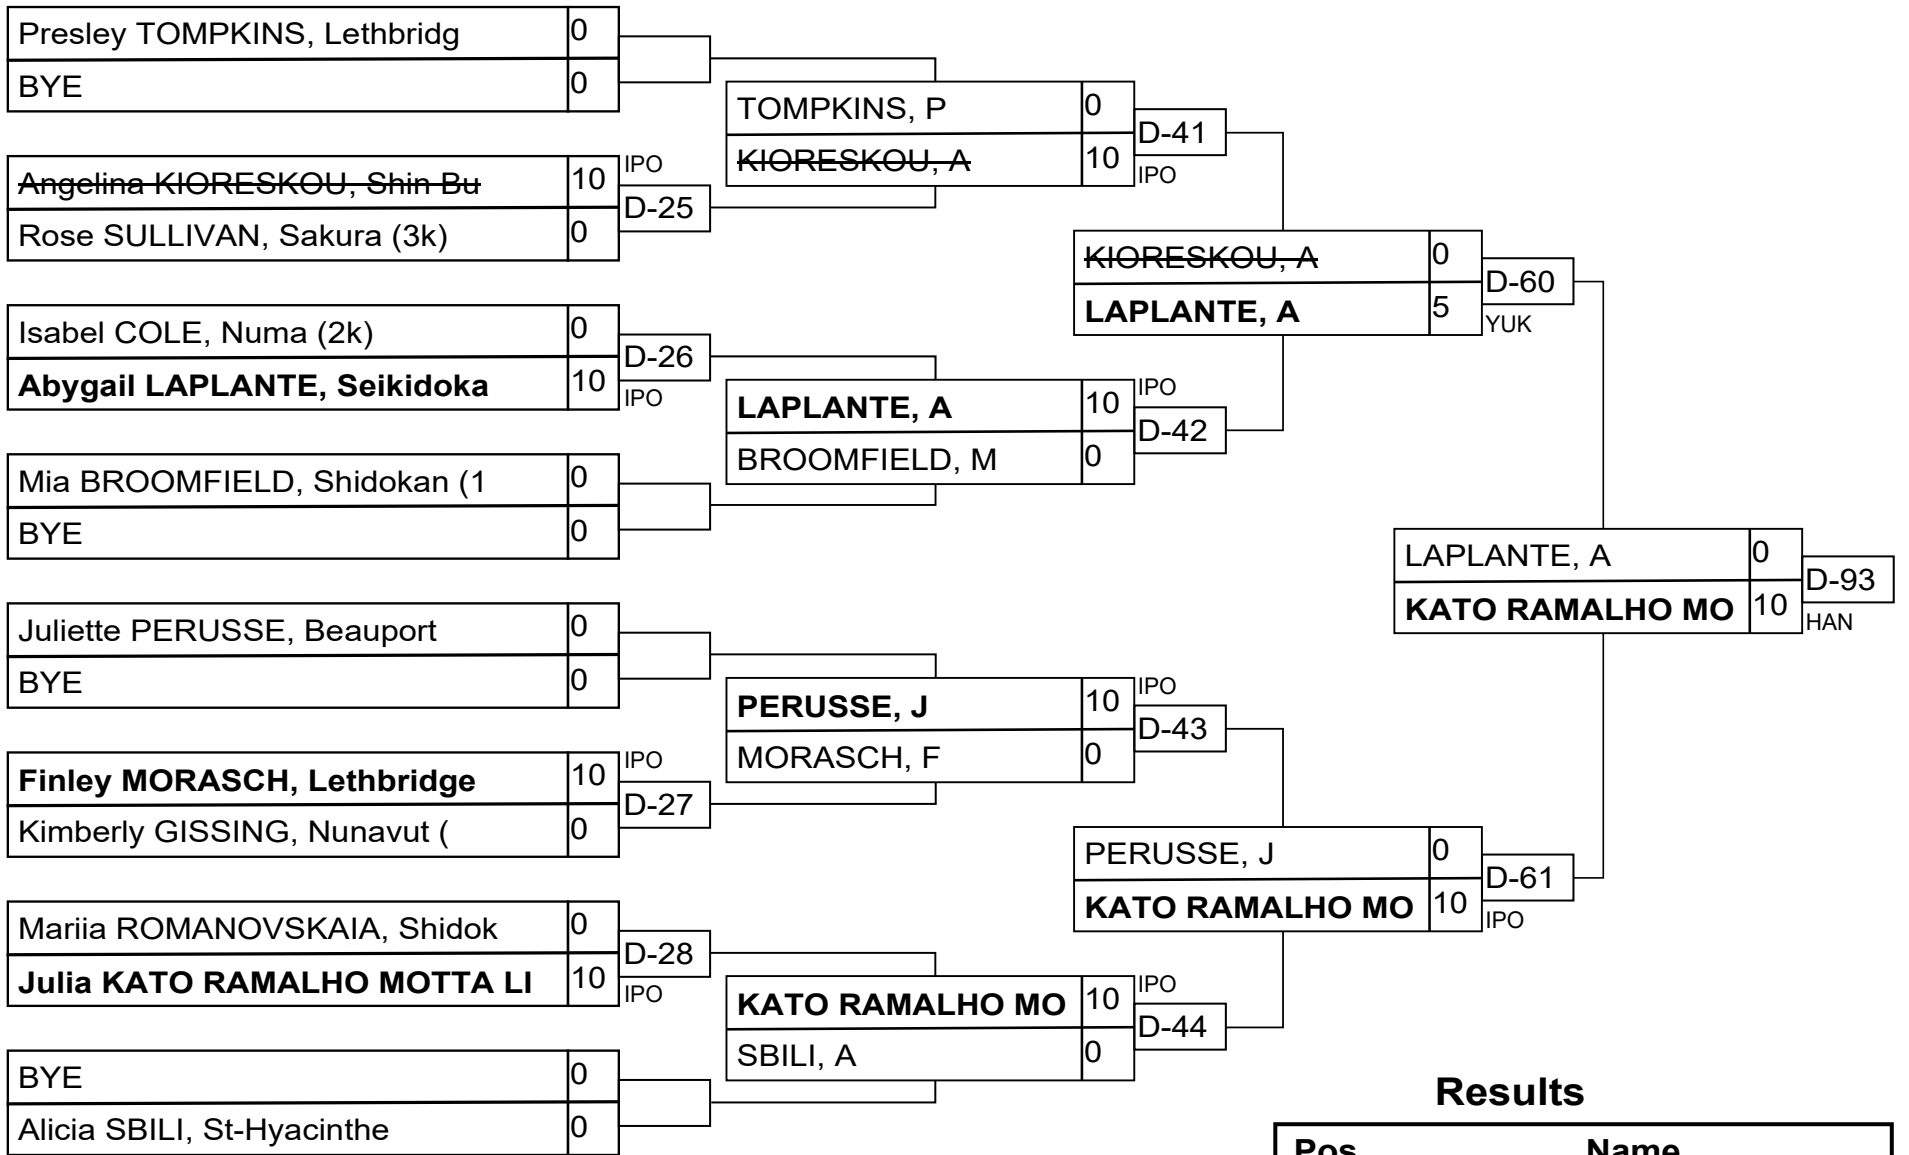 Presley TOMPKINS, Lethbridg 0
BYE 0
Angelina KIORESKOU, Shin Bu 10 IPO
D-25
Rose SULLIVAN, Sakura (3k) 0
Isabel COLE, Numa (2k) 0
D-26
Abygail LAPLANTE, Seikidoka 10 IPO
Mia BROOMFIELD, Shidokan (1 0
BYE 0
Juliette PERUSSE, Beauport 0
BYE 0
Finley MORASCH, Lethbridge 10 IPO
D-27
Kimberly GISSING, Nunavut ( 0
Mariia ROMANOVSKAIA, Shidok 0
D-28
Julia KATO RAMALHO MOTTA LI 10 IPO
BYE 0
Alicia SBILI, St-Hyacinthe 0
TOMPKINS, P 0
D-41
KIORESKOU, A 10 IPO
LAPLANTE, A 10 IPO
D-42
BROOMFIELD, M 0
PERUSSE, J 10 IPO
D-43
MORASCH, F 0
KATO RAMALHO MO 10 IPO
D-44
SBILI, A 0
KIORESKOU, A 0
D-60
LAPLANTE, A 5 YUK
PERUSSE, J 0
D-61
KATO RAMALHO MO 10 IPO
LAPLANTE, A 0
D-93
KATO RAMALHO MO 10 HAN
Results
Pos Name